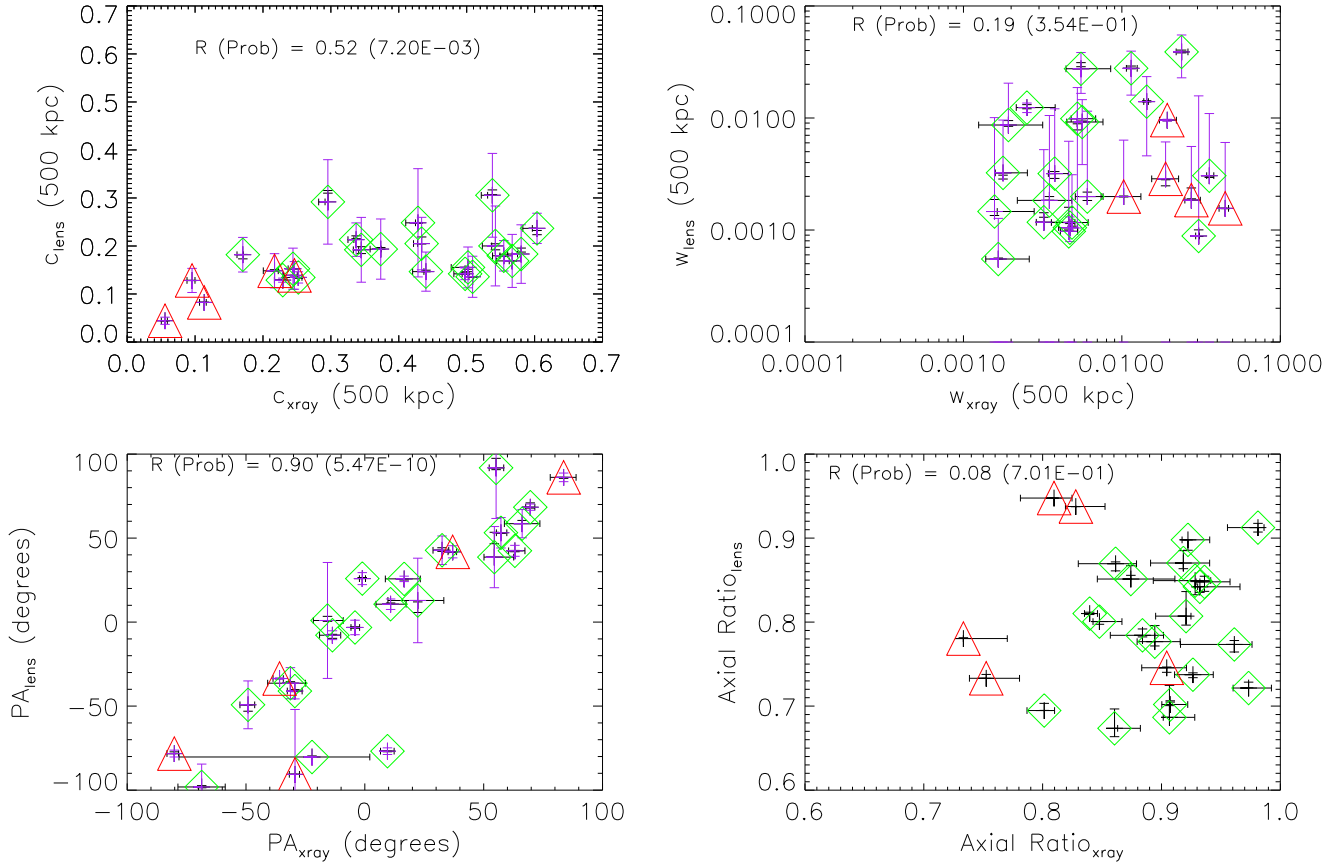 R (Prob) = 0.52 (7.20E-03)
0.7
0.6
0.5
0.4
0.3
0.2
0.1
0.0
c_lens (500 kpc)
0.0 0.1 0.2 0.3 0.4 0.5 0.6 0.7
c_xray (500 kpc)
R (Prob) = 0.19 (3.54E-01)
0.0100
0.0010
0.0001
w_lens (500 kpc)
0.0001 0.0010 0.0100 0.1000
w_xray (500 kpc)
R (Prob) = 0.90 (5.47E-10)
100
50
0
-50
-100
PA_lens (degrees)
-100 -50 0 50 100
PA_xray (degrees)
R (Prob) = 0.08 (7.01E-01)
1.0
0.9
0.8
0.7
0.6
Axial Ratio_lens
0.6 0.7 0.8 0.9 1.0
Axial Ratio_xray